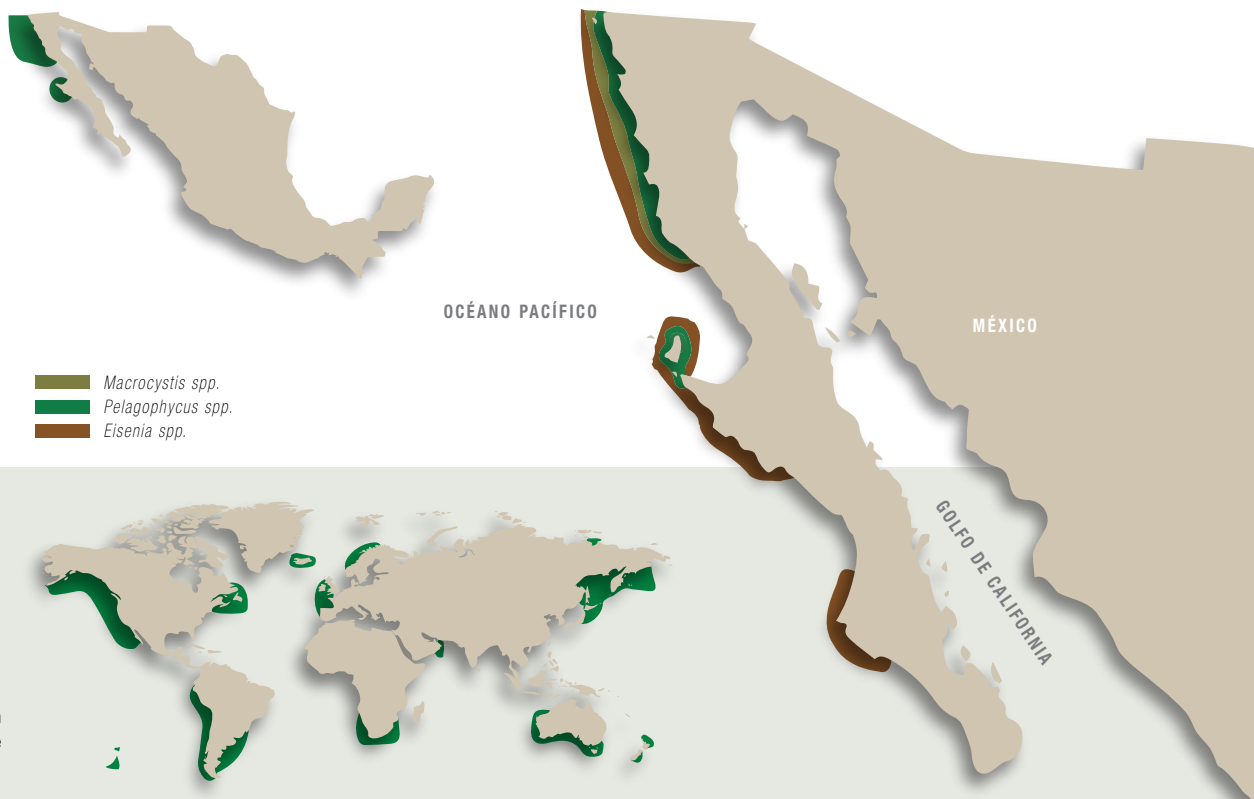 OCÉANO PACÍFICO
MÉXICO
Macrocystis spp.
Pelagophycus spp.
Eisenia spp.
GOLFO DE CALIFORNIA